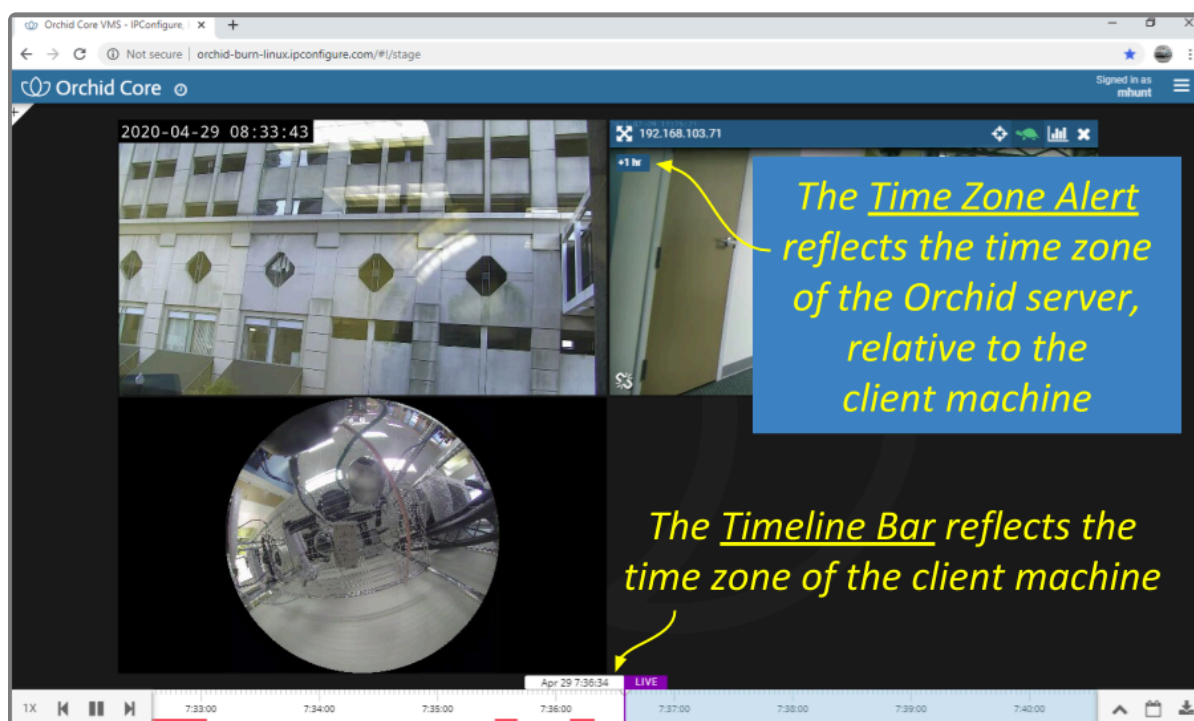 Orchid Core VMS - IPConfigure,
Not secure | orchid-burn-linux.ipconfigure.com/#!/stage
Orchid Core
Signed in as
mhunt
2020-04-29 08:33:43
192.168.103.71
+1 hr
The Time Zone Alert
reflects the time zone
of the Orchid server,
relative to the
client machine
The Timeline Bar reflects the
time zone of the client machine
Apr 29 7:36:34 LIVE
1X 7:33:00 7:34:00 7:35:00 7:36:00 7:37:00 7:38:00 7:39:00 7:40:00